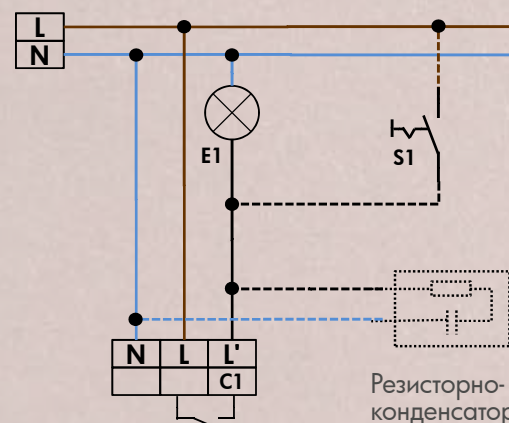 L
N
E1
S1
N L L'
C1
Резисторно-
конденсатор